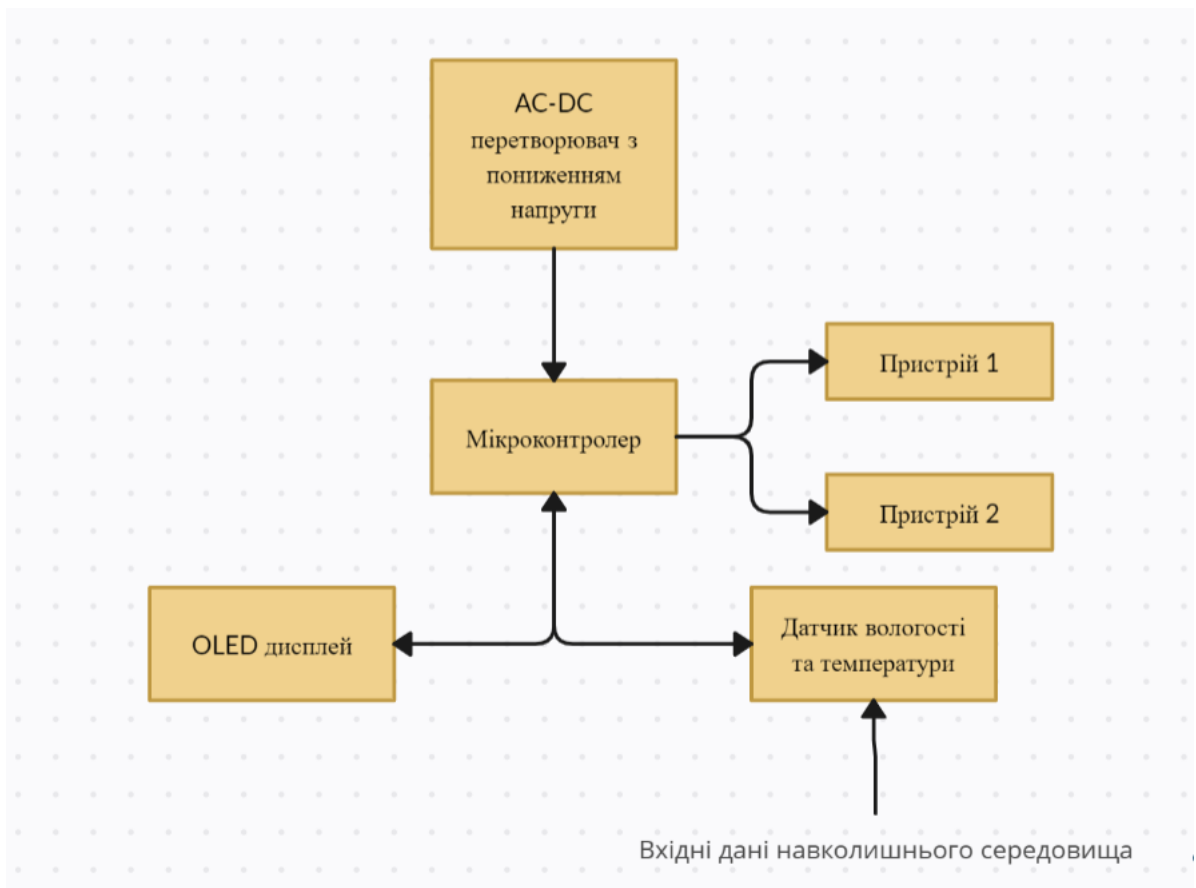 AC-DC
перетворювач з
пониженням
напруги
Пристрій 1
Мікроконтролер
Пристрій 2
OLED дисплей
Датчик вологості
та температури
Вхідні дані навколишнього середовища